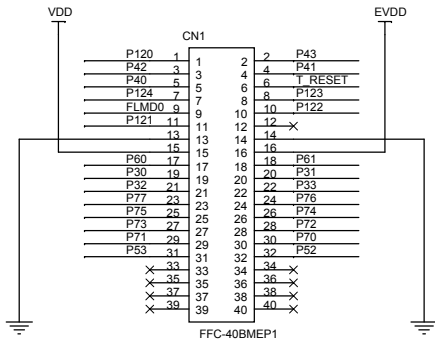 VDD EVDD
CN1
P120 1 1 2 2 P43
P42 3 3 4 4 P41
P40 5 5 6 6 T_RESET
P124 7 7 8 8 P123
FLMD0 9 9 10 10 P122
P121 11 11 12 12
13 13 14 14
15 15 16 16
P60 17 17 18 18 P61
P30 19 19 20 20 P31
P32 21 21 22 22 P33
P77 23 23 24 24 P76
P75 25 25 26 26 P74
P73 27 27 28 28 P72
P71 29 29 30 30 P70
P53 31 31 32 32 P52
33 33 34 34
35 35 36 36
37 37 38 38
39 39 40 40
FFC-40BMEP1